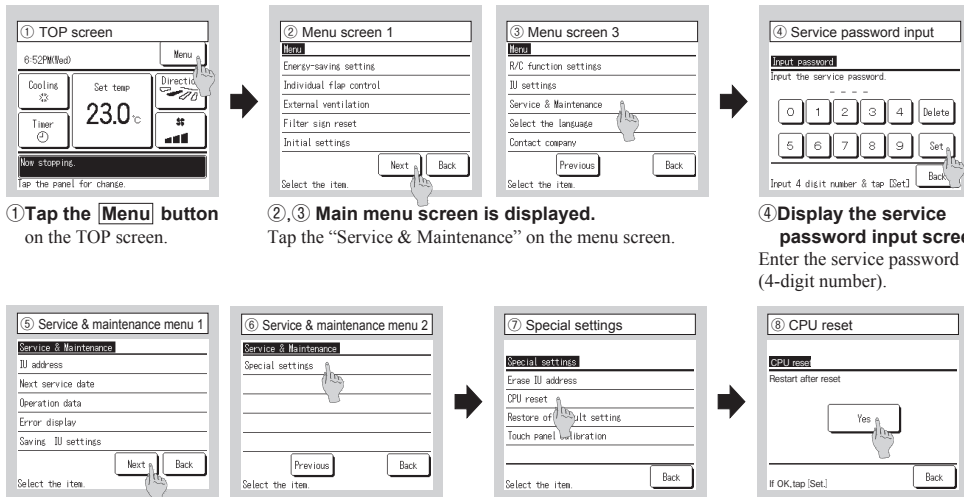 ① TOP screen
6:52PM(Wed)
Menu
Cooling
Set temp
Direction
23.0 °C
Timer
Now stopping.
Tap the panel for change.
①Tap the Menu button
on the TOP screen.
② Menu screen 1
Menu
Energy-saving setting
Individual flap control
External ventilation
Filter sign reset
Initial settings
Next
Back
Select the item.
③ Menu screen 3
Menu
R/C function settings
IU settings
Service & Maintenance
Select the language
Contact company
Previous
Back
Select the item.
②,③ Main menu screen is displayed.
Tap the “Service & Maintenance” on the menu screen.
④ Service password input
Input password
Input the service password.
_ _ _ _
0 1 2 3 4 Delete
5 6 7 8 9 Set
Back
Input 4 digit number & tap [Set]
④Display the service
password input scree
Enter the service password
(4-digit number).
⑤ Service & maintenance menu 1
Service & Maintenance
IU address
Next service date
Operation data
Error display
Saving IU settings
Next
Back
Select the item.
⑥ Service & maintenance menu 2
Service & Maintenance
Special settings
Previous
Back
Select the item.
⑦ Special settings
Special settings
Erase IU address
CPU reset
Restore of default setting
Touch panel calibration
Select the item.
Back
⑧ CPU reset
CPU reset
Restart after reset
Yes
If OK,tap [Set.]
Back